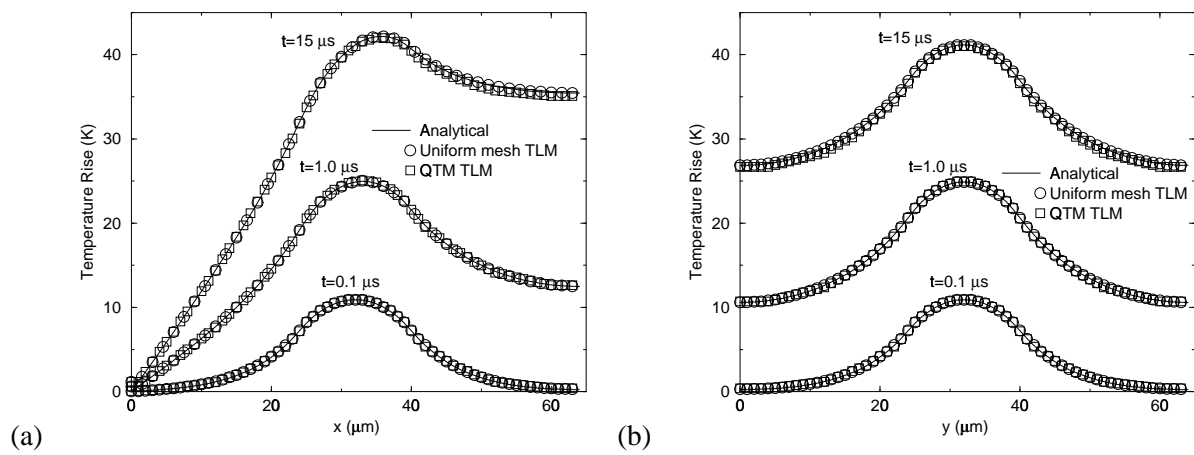 40
30
20
10
0
Temperature Rise (K)
t=15 µs
Analytical
Uniform mesh TLM
QTM TLM
t=1.0 µs
t=0.1 µs
0
20
40
60
x (µm)
(a)
40
30
20
10
0
Temperature Rise (K)
t=15 µs
Analytical
Uniform mesh TLM
QTM TLM
t=1.0 µs
t=0.1 µs
0
20
40
60
y (µm)
(b)